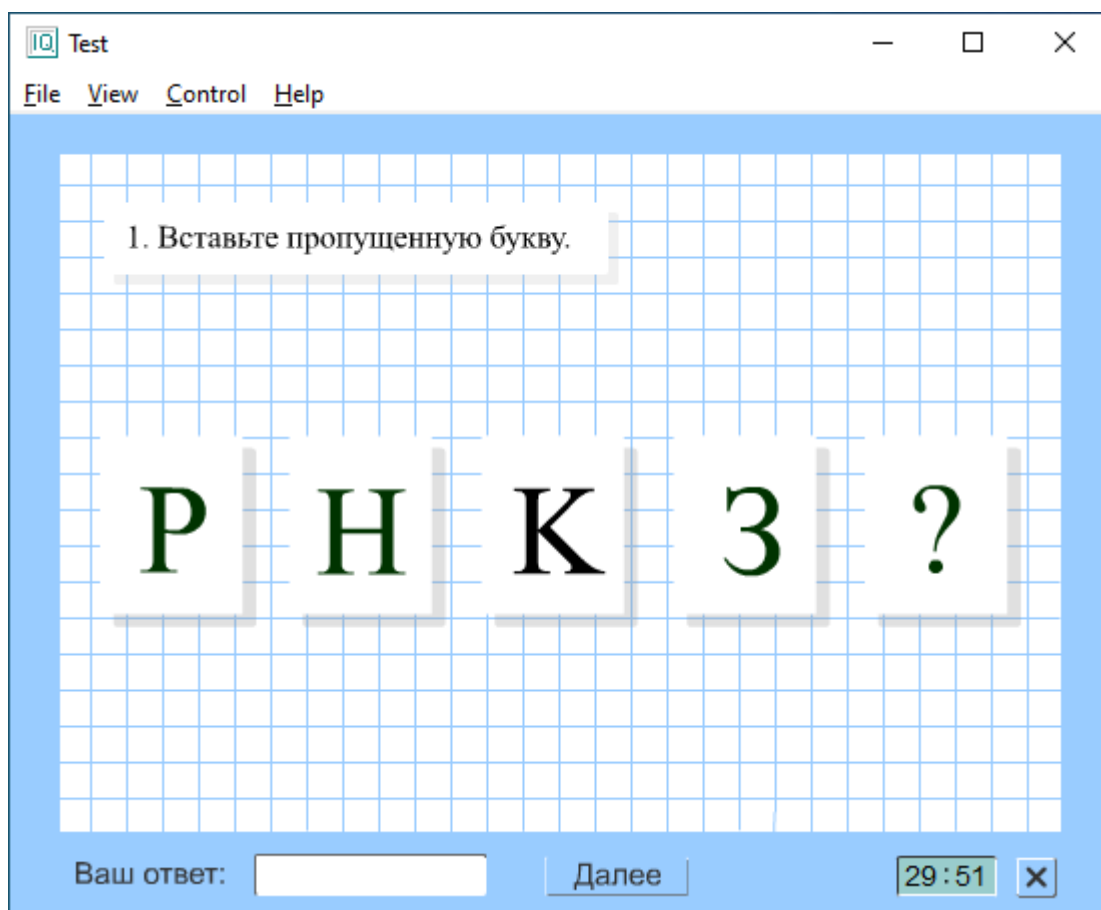 IQ Test
File View Control Help
1. Вставьте пропущенную букву.
Р Н К З ?
Ваш ответ: Далее 29:51